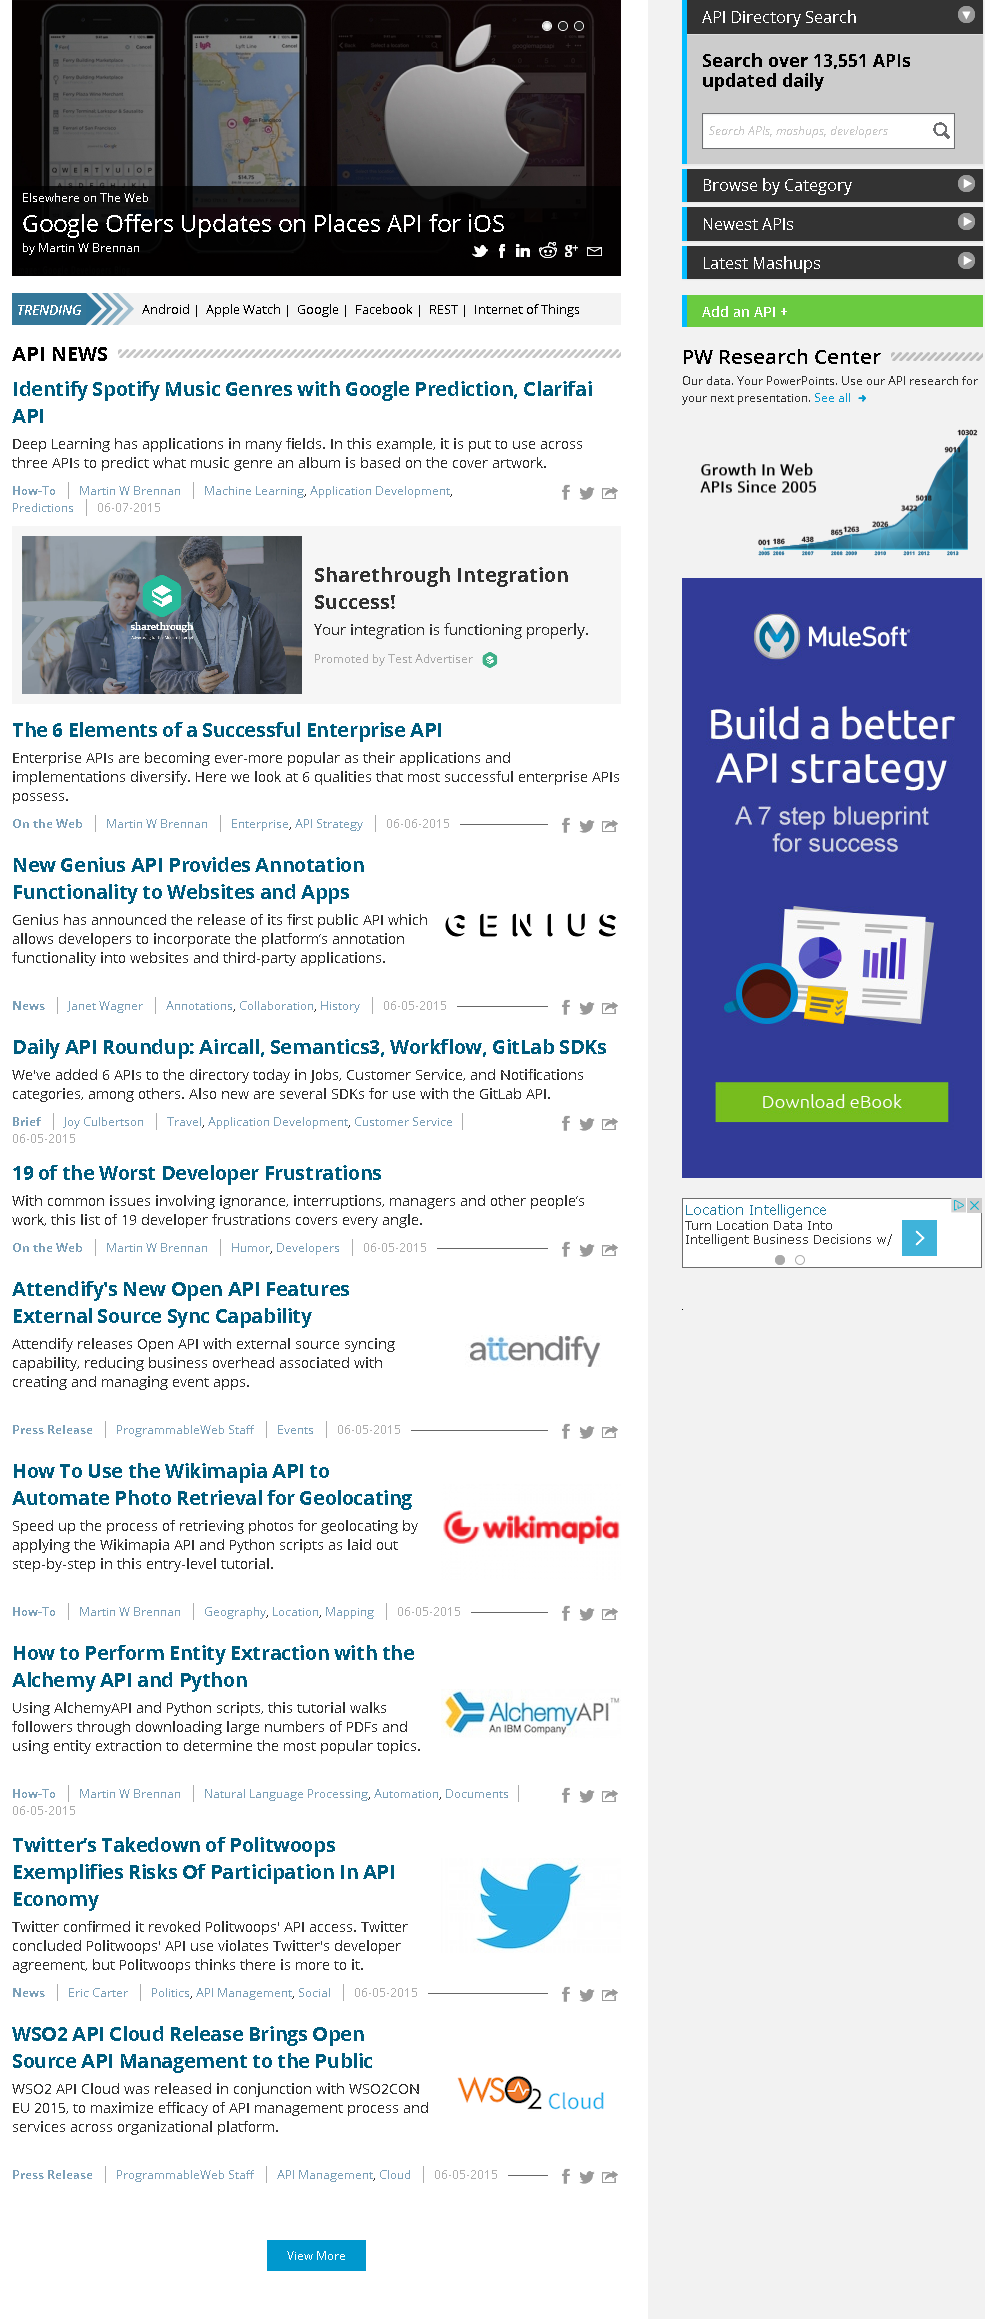 Elsewhere on The Web
Google Offers Updates on Places API for iOS
by Martin W Brennan
TRENDING
Android | Apple Watch | Google | Facebook | REST | Internet of Things
API NEWS
Identify Spotify Music Genres with Google Prediction, Clarifai
API
Deep Learning has applications in many fields. In this example, it is put to use across
three APIs to predict what music genre an album is based on the cover artwork.
How-To | Martin W Brennan | Machine Learning, Application Development,
Predictions | 06-07-2015
sharethrough
Sharethrough Integration
Success!
Your integration is functioning properly.
Promoted by Test Advertiser
The 6 Elements of a Successful Enterprise API
Enterprise APIs are becoming ever-more popular as their applications and
implementations diversify. Here we look at 6 qualities that most successful enterprise APIs
possess.
On the Web | Martin W Brennan | Enterprise, API Strategy | 06-06-2015
New Genius API Provides Annotation
Functionality to Websites and Apps
Genius has announced the release of its first public API which
allows developers to incorporate the platform's annotation
functionality into websites and third-party applications.
GENIUS
News | Janet Wagner | Annotations, Collaboration, History | 06-05-2015
Daily API Roundup: Aircall, Semantics3, Workflow, GitLab SDKs
We've added 6 APIs to the directory today in Jobs, Customer Service, and Notifications
categories, among others. Also new are several SDKs for use with the GitLab API.
Brief | Joy Culbertson | Travel, Application Development, Customer Service |
06-05-2015
19 of the Worst Developer Frustrations
With common issues involving ignorance, interruptions, managers and other people's
work, this list of 19 developer frustrations covers every angle.
On the Web | Martin W Brennan | Humor, Developers | 06-05-2015
Attendify's New Open API Features
External Source Sync Capability
Attendify releases Open API with external source syncing
capability, reducing business overhead associated with
creating and managing event apps.
attendify
Press Release | ProgrammableWeb Staff | Events | 06-05-2015
How To Use the Wikimapia API to
Automate Photo Retrieval for Geolocating
Speed up the process of retrieving photos for geolocating by
applying the Wikimapia API and Python scripts as laid out
step-by-step in this entry-level tutorial.
wikimapia
How-To | Martin W Brennan | Geography, Location, Mapping | 06-05-2015
How to Perform Entity Extraction with the
Alchemy API and Python
Using AlchemyAPI and Python scripts, this tutorial walks
followers through downloading large numbers of PDFs and
using entity extraction to determine the most popular topics.
AlchemyAPI™
An IBM Company
How-To | Martin W Brennan | Natural Language Processing, Automation, Documents |
06-05-2015
Twitter's Takedown of Politwoops
Exemplifies Risks Of Participation In API
Economy
Twitter confirmed it revoked Politwoops' API access. Twitter
concluded Politwoops' API use violates Twitter's developer
agreement, but Politwoops thinks there is more to it.
News | Eric Carter | Politics, API Management, Social | 06-05-2015
WSO2 API Cloud Release Brings Open
Source API Management to the Public
WSO2 API Cloud was released in conjunction with WSO2CON
EU 2015, to maximize efficacy of API management process and
services across organizational platform.
WSO2 Cloud
Press Release | ProgrammableWeb Staff | API Management, Cloud | 06-05-2015
View More
API Directory Search
Search over 13,551 APIs
updated daily
Search APIs, mashups, developers
Browse by Category
Newest APIs
Latest Mashups
Add an API +
PW Research Center
Our data. Your PowerPoints. Use our API research for
your next presentation. See all
Growth In Web
APIs Since 2005
001 186 438 865 1263 2026 3422 5018 9011 10302
2005 2006 2007 2008 2009 2010 2011 2012 2013
MuleSoft
Build a better
API strategy
A 7 step blueprint
for success
Download eBook
Location Intelligence
Turn Location Data Into
Intelligent Business Decisions w/